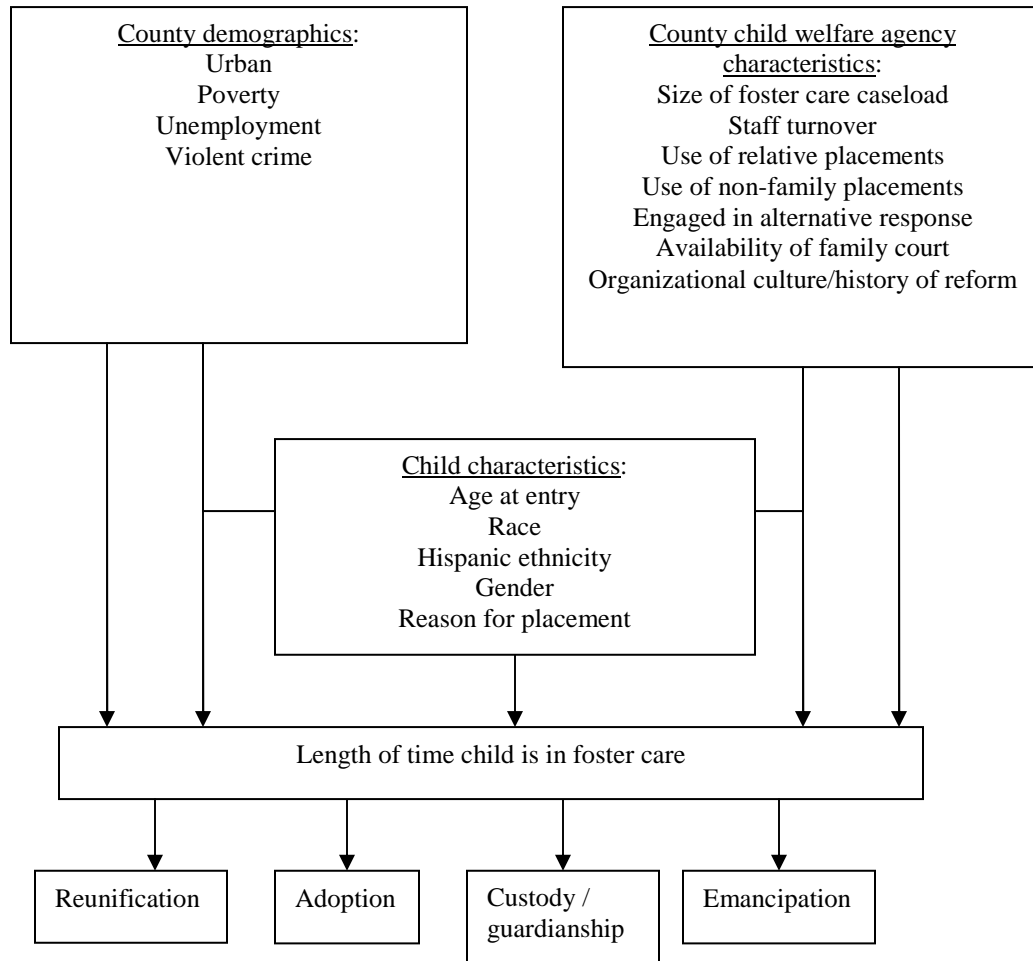 County demographics:
Urban
Poverty
Unemployment
Violent crime
County child welfare agency
characteristics:
Size of foster care caseload
Staff turnover
Use of relative placements
Use of non-family placements
Engaged in alternative response
Availability of family court
Organizational culture/history of reform
Child characteristics:
Age at entry
Race
Hispanic ethnicity
Gender
Reason for placement
Length of time child is in foster care
Reunification
Adoption
Custody /
guardianship
Emancipation